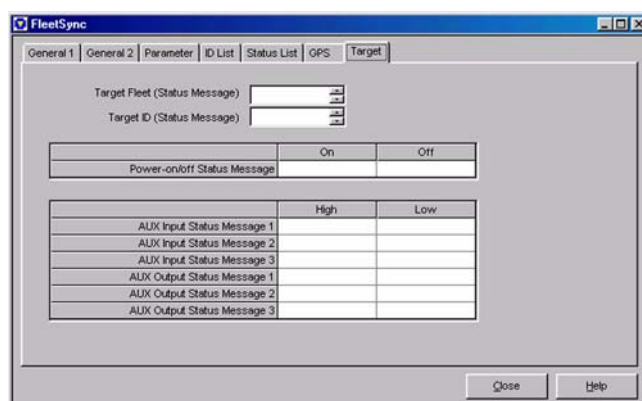 FleetSync
General 1 General 2 Parameter ID List Status List GPS Target
Target Fleet (Status Message)
Target ID (Status Message)
On Off
Power-on/off Status Message
High Low
AUX Input Status Message 1
AUX Input Status Message 2
AUX Input Status Message 3
AUX Output Status Message 1
AUX Output Status Message 2
AUX Output Status Message 3
Close Help